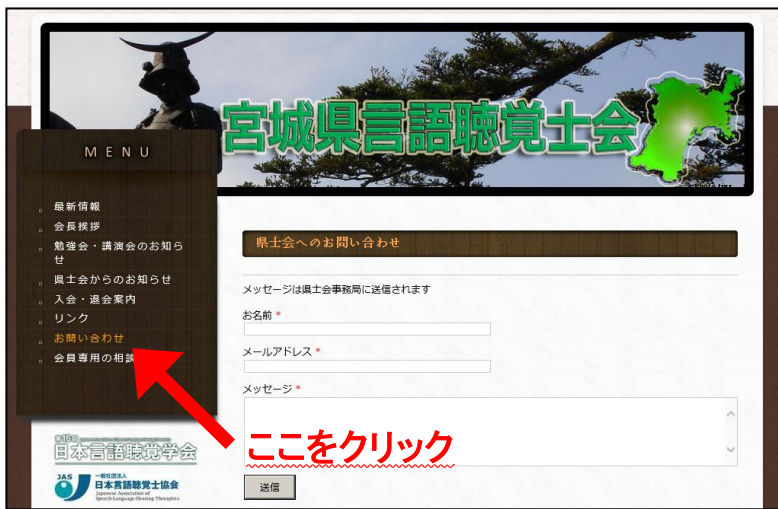 宮城県言語聴覚士会
MENU
最新情報
会長挨拶
勉強会・講演会のお知ら
せ
県士会からのお知らせ
入会・退会案内
リンク
お問い合わせ
会員専用の相談
県士会へのお問い合わせ
メッセージは県士会事務局に送信されます
お名前 *
メールアドレス *
メッセージ *
ここをクリック
送信
第16回
日本言語聴覚学会
JAS
一般社団法人
日本言語聴覚士協会
Japanese Association of
Speech-Language-Hearing Therapists